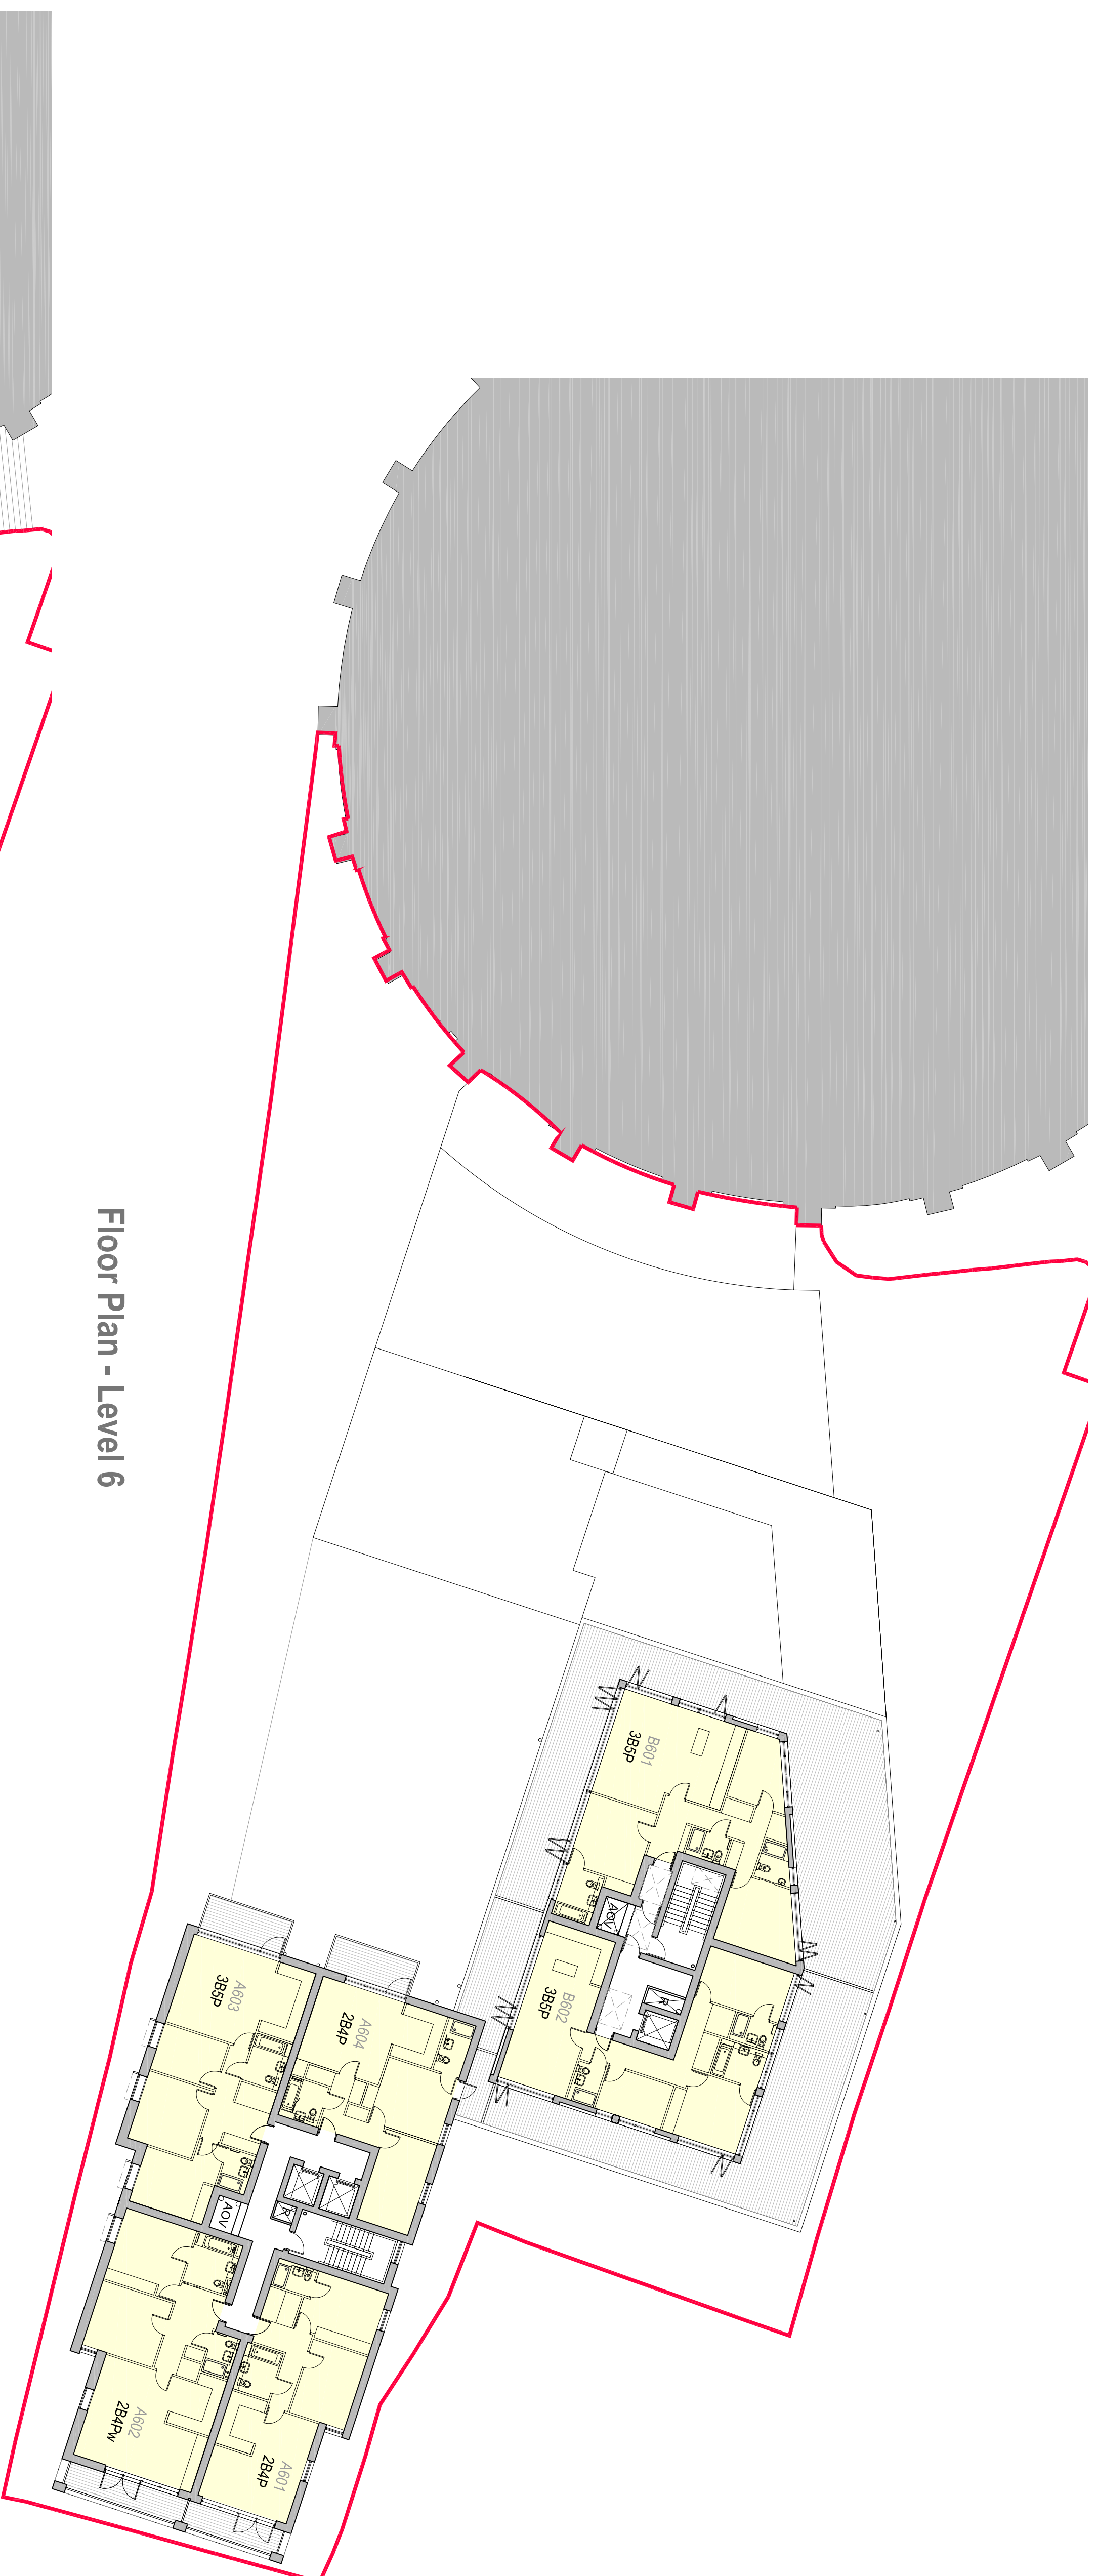 Floor Plan - Level 6
B601
3B5P
AOV
R
B602
3B5P
A603
3B5P
A604
2B4P
AOV
R
A602
2B4Pw
A601
2B4P